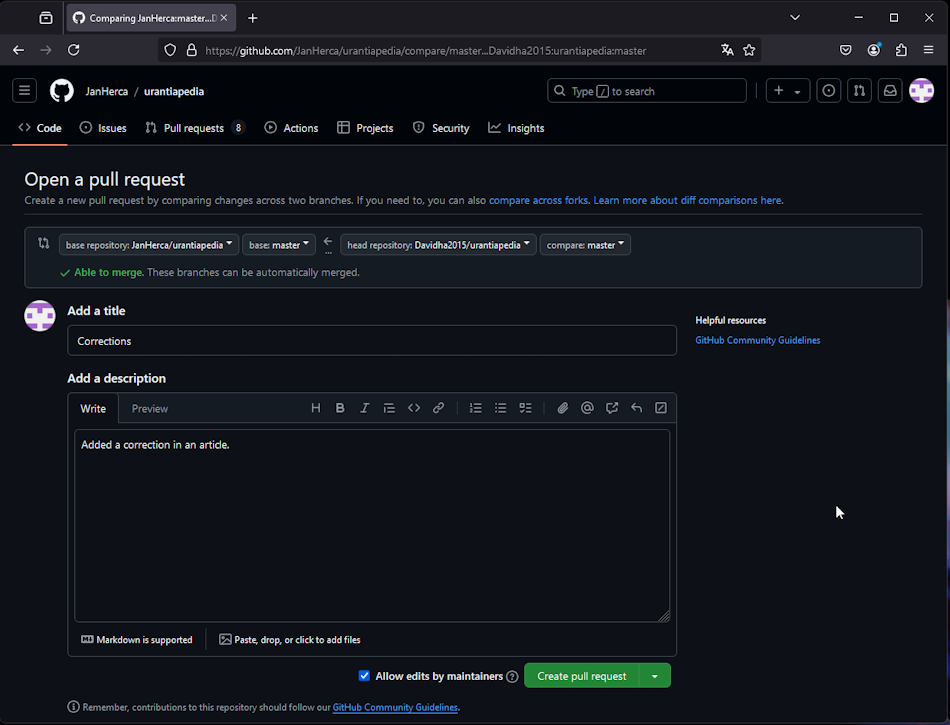 Comparing JanHerca:master...D
https://github.com/JanHerca/urantiapedia/compare/master...Davidha2015:urantiapedia:master
JanHerca / urantiapedia
Type / to search
Code
Issues
Pull requests 8
Actions
Projects
Security
Insights
Open a pull request
Create a new pull request by comparing changes across two branches. If you need to, you can also compare across forks. Learn more about diff comparisons here.
base repository: JanHerca/urantiapedia
base: master
head repository: Davidha2015/urantiapedia
compare: master
Able to merge. These branches can be automatically merged.
Add a title
Helpful resources
Corrections
GitHub Community Guidelines
Add a description
Write
Preview
Added a correction in an article.
Markdown is supported
Paste, drop, or click to add files
Allow edits by maintainers
Create pull request
Remember, contributions to this repository should follow our GitHub Community Guidelines.